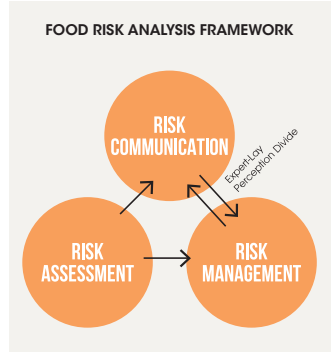 FOOD RISK ANALYSIS FRAMEWORK
RISK
COMMUNICATION
Expert-Lay
Perception Divide
RISK
ASSESSMENT
RISK
MANAGEMENT